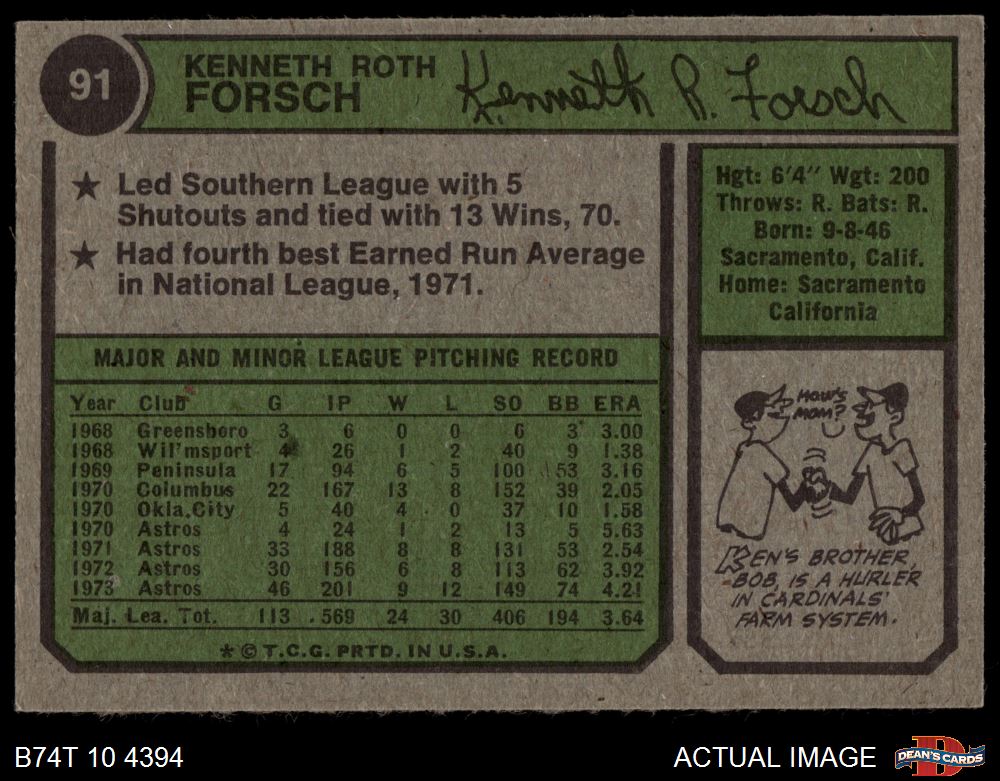 91
KENNETH ROTH
FORSCH
Kenneth R. Forsch
★ Led Southern League with 5
Shutouts and tied with 13 Wins, 70.
★ Had fourth best Earned Run Average
in National League, 1971.
Hgt: 6'4" Wgt: 200
Throws: R. Bats: R.
Born: 9-8-46
Sacramento, Calif.
Home: Sacramento
California
MAJOR AND MINOR LEAGUE PITCHING RECORD
Year Club G IP W L SO BB ERA
1968 Greensboro 3 6 0 0 6 3 3.00
1968 Wil'msport 4 26 1 2 40 9 1.38
1969 Peninsula 17 94 6 5 100 53 3.16
1970 Columbus 22 167 13 8 152 39 2.05
1970 Okla.City 5 40 4 0 37 10 1.58
1970 Astros 4 24 1 2 13 5 5.63
1971 Astros 33 188 8 8 131 53 2.54
1972 Astros 30 156 6 8 113 62 3.92
1973 Astros 46 201 9 12 149 74 4.21
Maj. Lea. Tot. 113 569 24 30 406 194 3.64
* © T.C.G. PRTD. IN U.S.A.
How's
mom?
KEN'S BROTHER,
BOB, IS A HURLER
IN CARDINALS'
FARM SYSTEM.
B74T 10 4394
ACTUAL IMAGE
D
DEAN'S CARDS